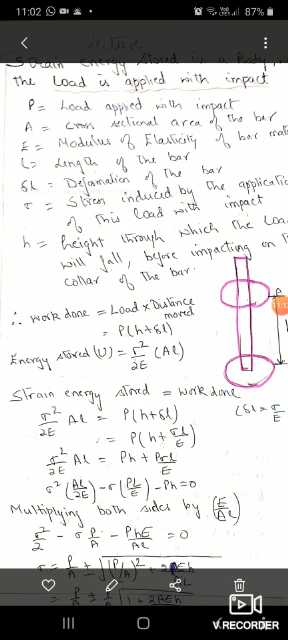 11:02
87%
lecture
Strain energy stored in a Body,
the load is applied with impact
P = Load applied with impact
A = cross sectional area of the bar
E = Modulus of Elasticity of bar
L = Length of the bar
δL = Deformation of the bar
σ = Stress induced by the application
of this load with impact
h = height through which the Loa
will fall, before impacting on
collar of the bar.
P
∴ work done = Load × Distance moved
= P(h+δl)
Energy stored (U) = σ²/2E (AL)
Strain energy stored = work done
σ²/2E AL = P(h+δl) (δL = σ/E
= P(h + σL/E)
σ²/2E AL = Ph + PσL/E
σ² (AL/2E) - σ (PL/E) - Ph = 0
Multiplying both sides by (E/AL)
σ²/2 - σ P/A - PhE/AL = 0
REVIEW